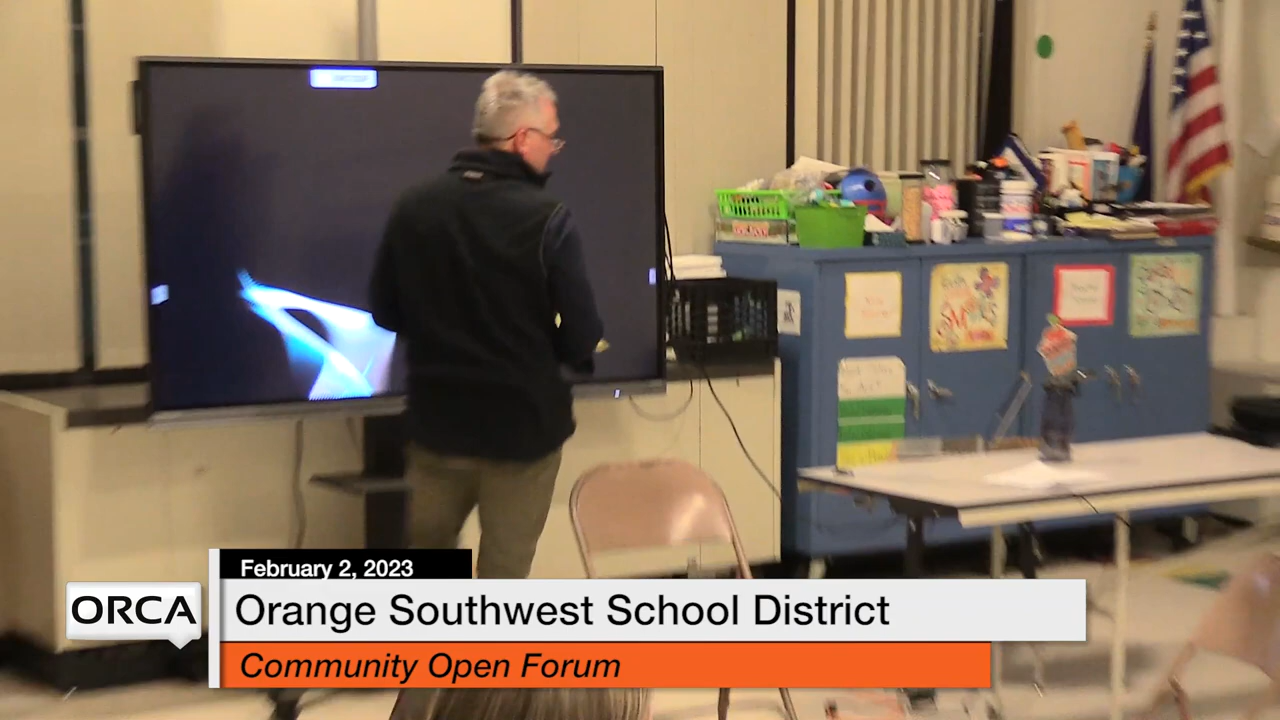 February 2, 2023
ORCA
Orange Southwest School District
Community Open Forum